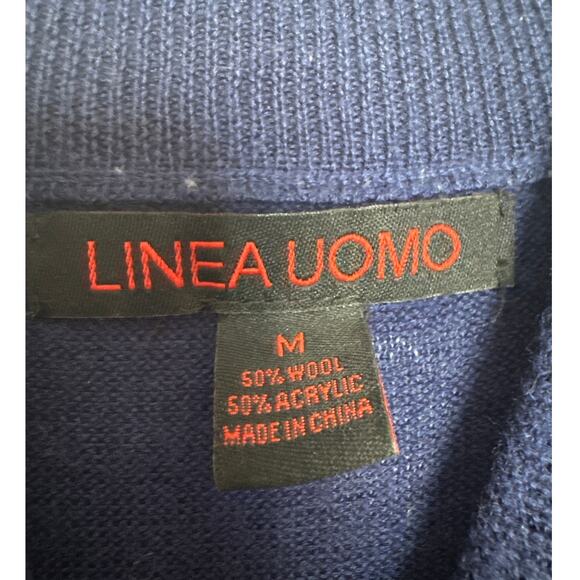 LINEA UOMO
M
50% WOOL
50% ACRYLIC
MADE IN CHINA